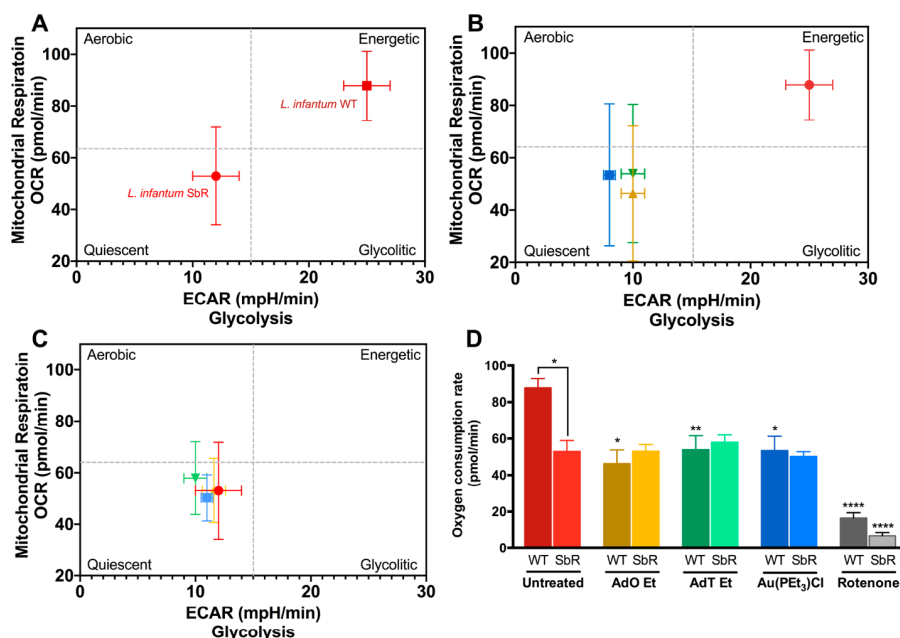 A
Aerobic
Energetic
100
80
60
40
20
L. infantum WT
L. infantum SbR
Quiescent
Glycolitic
0
10
20
30
Mitochondrial Respiratoin
OCR (pmol/min)
ECAR (mpH/min)
Glycolysis
B
Aerobic
Energetic
100
80
60
40
20
Quiescent
Glycolitic
0
10
20
30
Mitochondrial Respiratoin
OCR (pmol/min)
ECAR (mpH/min)
Glycolysis
C
Aerobic
Energetic
100
80
60
40
20
Quiescent
Glycolitic
0
10
20
30
Mitochondrial Respiratoin
OCR (pmol/min)
ECAR (mpH/min)
Glycolysis
D
Oxygen consumption rate
(pmol/min)
100
80
60
40
20
0
*
*
**
*
****
****
WT SbR WT SbR WT SbR WT SbR WT SbR
Untreated AdO Et AdT Et Au(PEt₃)Cl Rotenone